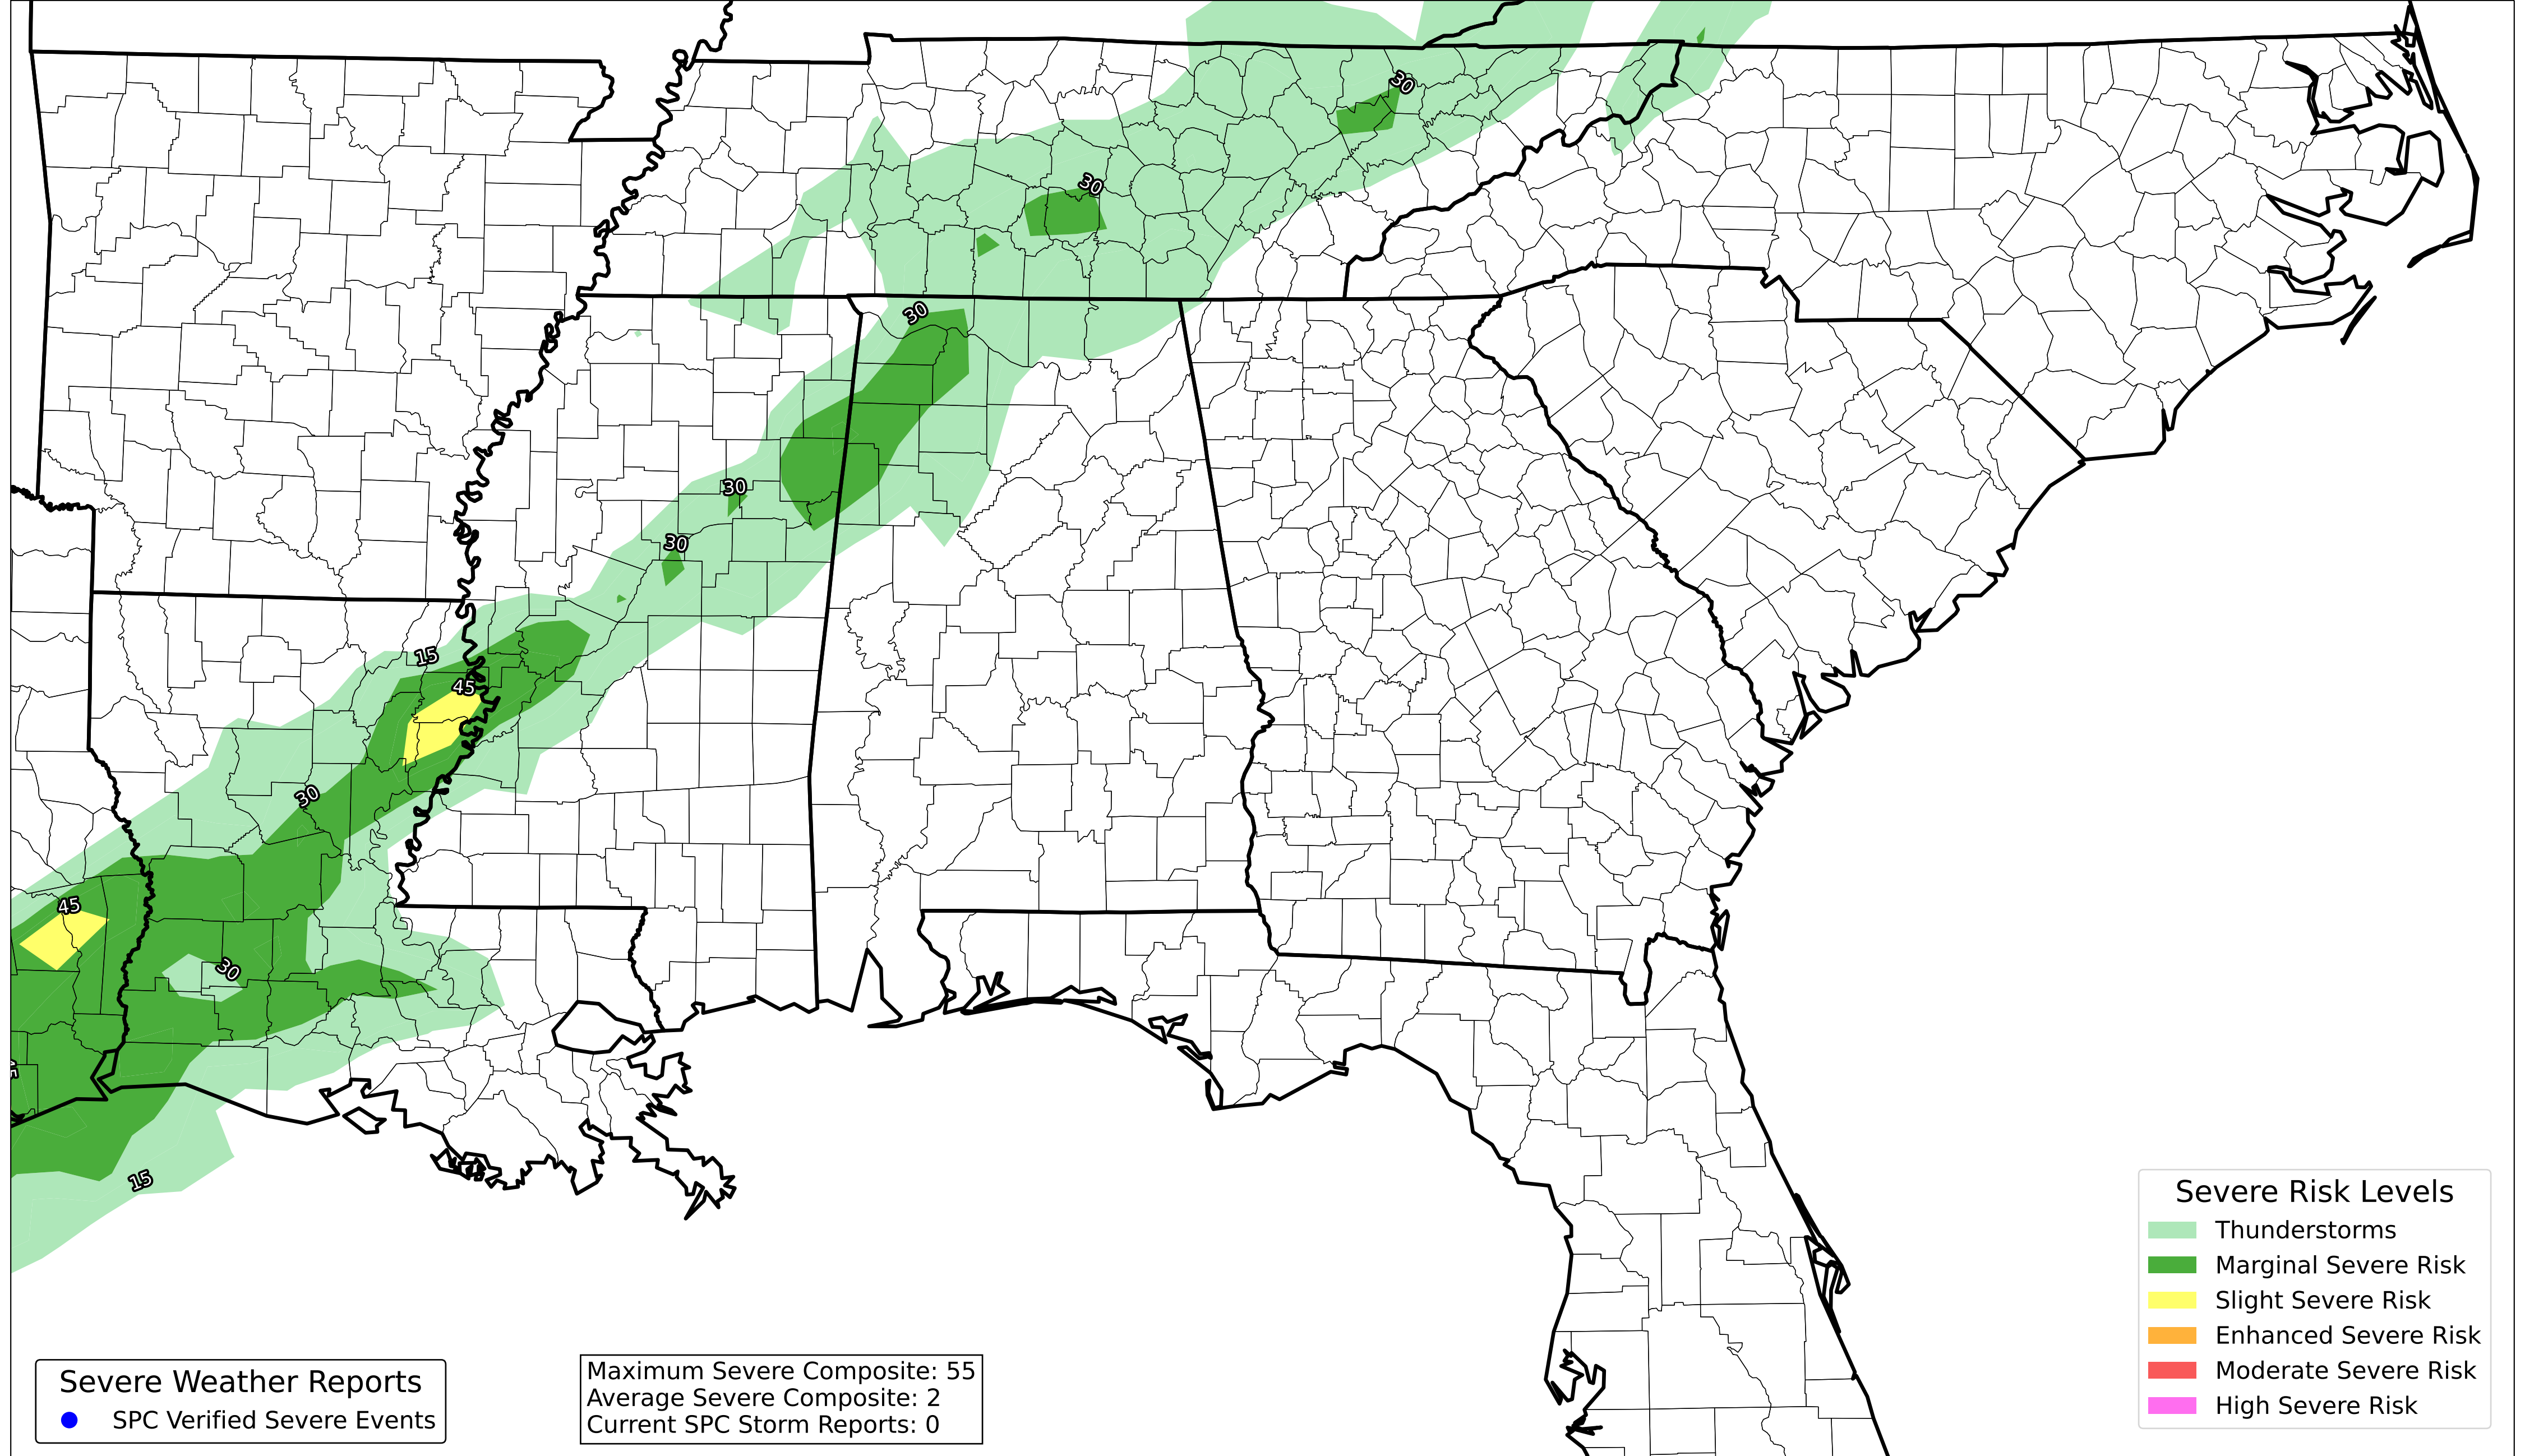 30
30
30
30
30
15
45
30
45
30
15
Severe Risk Levels
Thunderstorms
Marginal Severe Risk
Slight Severe Risk
Enhanced Severe Risk
Moderate Severe Risk
High Severe Risk
Severe Weather Reports
SPC Verified Severe Events
Maximum Severe Composite: 55
Average Severe Composite: 2
Current SPC Storm Reports: 0